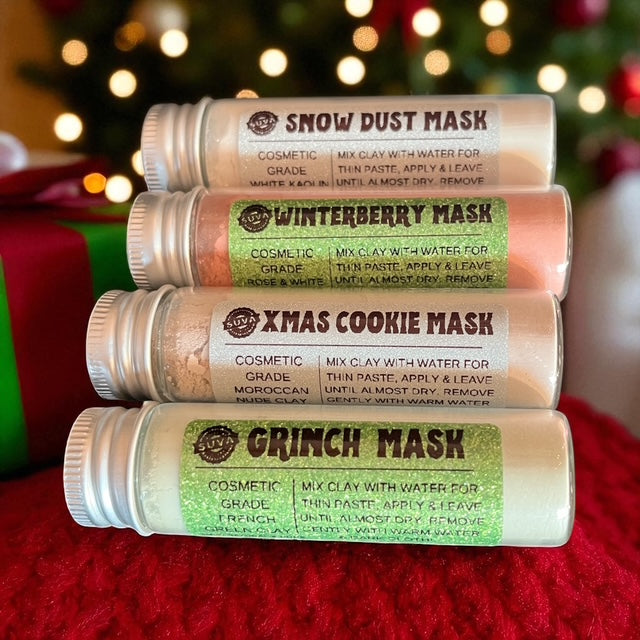 SNOW DUST MASK
COSMETIC
GRADE
WHITE KAOLIN
MIX CLAY WITH WATER FOR
THIN PASTE, APPLY & LEAVE
UNTIL ALMOST DRY. REMOVE
SUVA
WINTERBERRY MASK
COSMETIC
GRADE
ROSE & WHITE
MIX CLAY WITH WATER FOR
THIN PASTE, APPLY & LEAVE
UNTIL ALMOST DRY. REMOVE
SUVA
XMAS COOKIE MASK
COSMETIC
GRADE
MOROCCAN
NUDE CLAY
MIX CLAY WITH WATER FOR
THIN PASTE, APPLY & LEAVE
UNTIL ALMOST DRY. REMOVE
GENTLY WITH WARM WATER
SUVA
GRINCH MASK
COSMETIC
GRADE
FRENCH
GREEN CLAY
MIX CLAY WITH WATER FOR
THIN PASTE, APPLY & LEAVE
UNTIL ALMOST DRY. REMOVE
GENTLY WITH WARM WATER